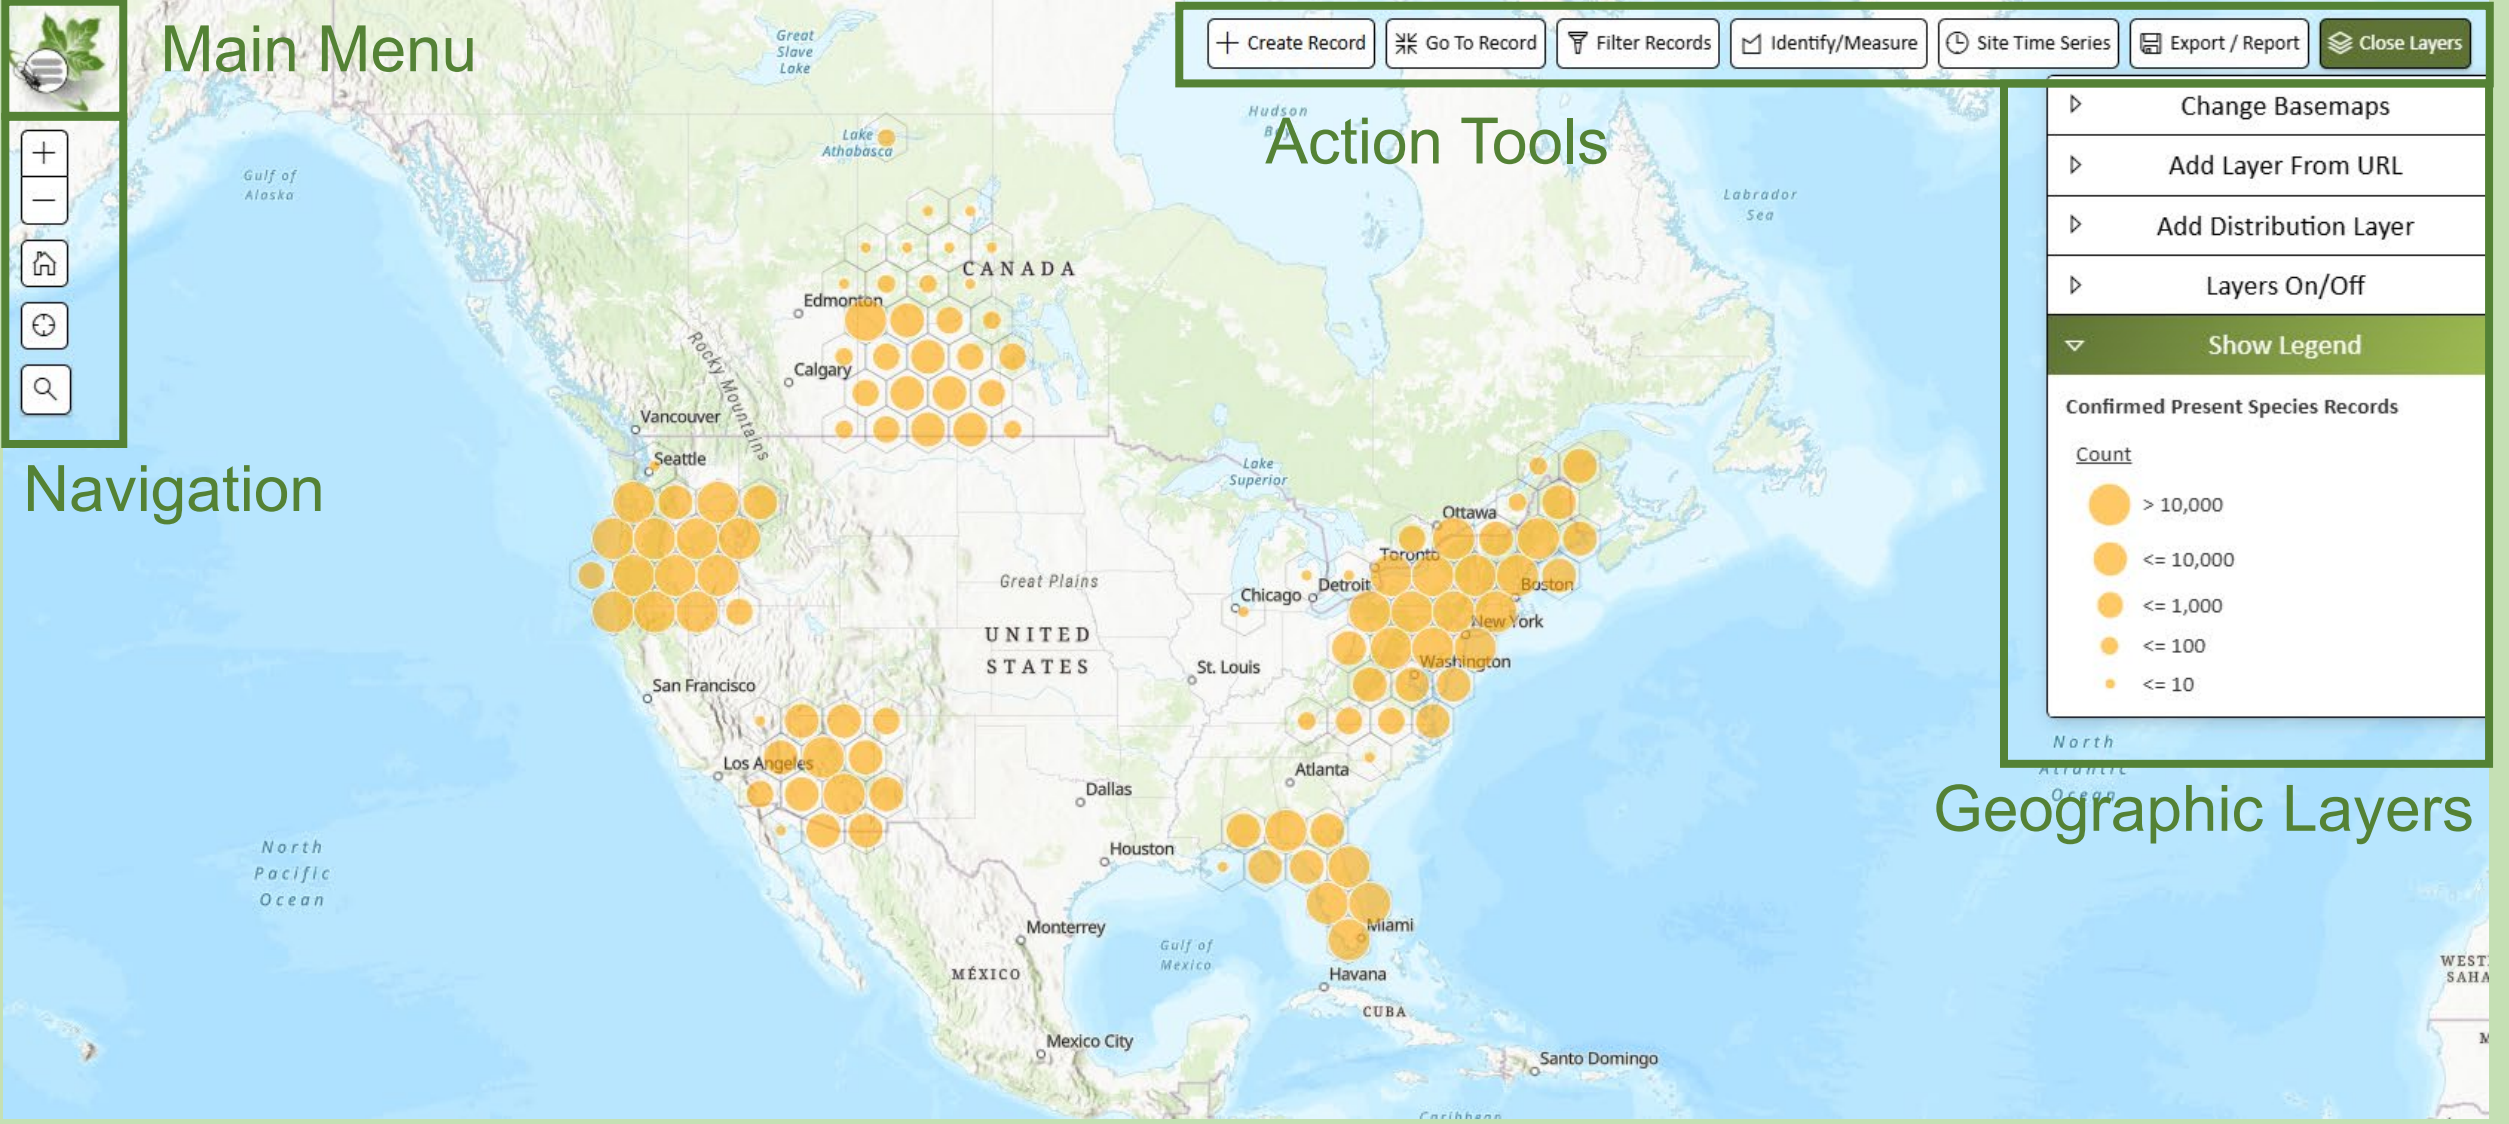 Main Menu
Create Record
Go To Record
Filter Records
Identify/Measure
Site Time Series
Export / Report
Close Layers
Action Tools
Change Basemaps
Add Layer From URL
Add Distribution Layer
Layers On/Off
Show Legend
Confirmed Present Species Records
Count
> 10,000
<= 10,000
<= 1,000
<= 100
<= 10
Geographic Layers
Navigation
Great
Slave
Lake
Lake
Athabasca
Hudson
Gulf of
Alaska
Labrador
Sea
CANADA
Edmonton
Calgary
Rocky Mountains
Vancouver
Seattle
Lake
Superior
Ottawa
Toronto
Great Plains
Chicago
Detroit
Boston
New York
UNITED
STATES
St. Louis
Washington
San Francisco
Los Angeles
Atlanta
Dallas
Houston
North
Atlantic
Ocean
North
Pacific
Ocean
Monterrey
Gulf of
Mexico
Miami
MÉXICO
Havana
CUBA
Mexico City
Santo Domingo
Caribbean
WEST
SAHA